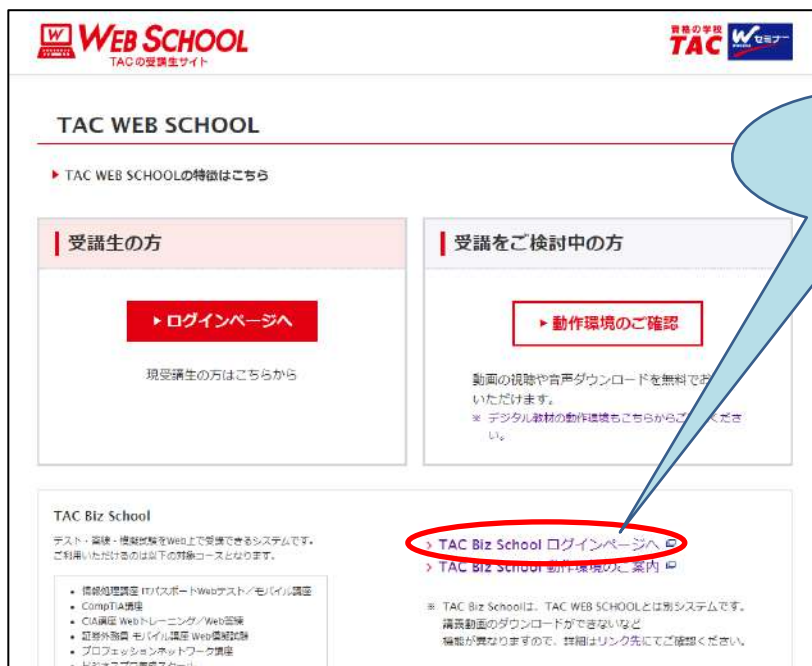 WEB SCHOOL
TACの受講生サイト
資格の学校
TAC
Wセミナー
TAC WEB SCHOOL
TAC WEB SCHOOLの特徴はこちら
受講生の方
ログインページへ
現受講生の方はこちらから
受講をご検討中の方
動作環境のご確認
動画の視聴や音声ダウンロードを無料でお
いただけます。
※ デジタル教材の動作環境もこちらからご くださ
い。
TAC Biz School
テスト・答練・模擬試験をWeb上で受講できるシステムです。
ご利用いただけるのは以下の対象コースとなります。
• 情報処理講座 ITパスポートWebテスト／モバイル講座
• CompTIA講座
• CIA講座 Webトレーニング／Web答練
• 証券外務員 モバイル講座 Web模擬試験
• プロフェッションネットワーク講座
> TAC Biz School ログインページへ
> TAC Biz School 動作環境のご案内
※ TAC Biz Schoolは、TAC WEB SCHOOLとは別システムです。
講義動画のダウンロードができないなど
機能が異なりますので、詳細はリンク先にてご確認ください。